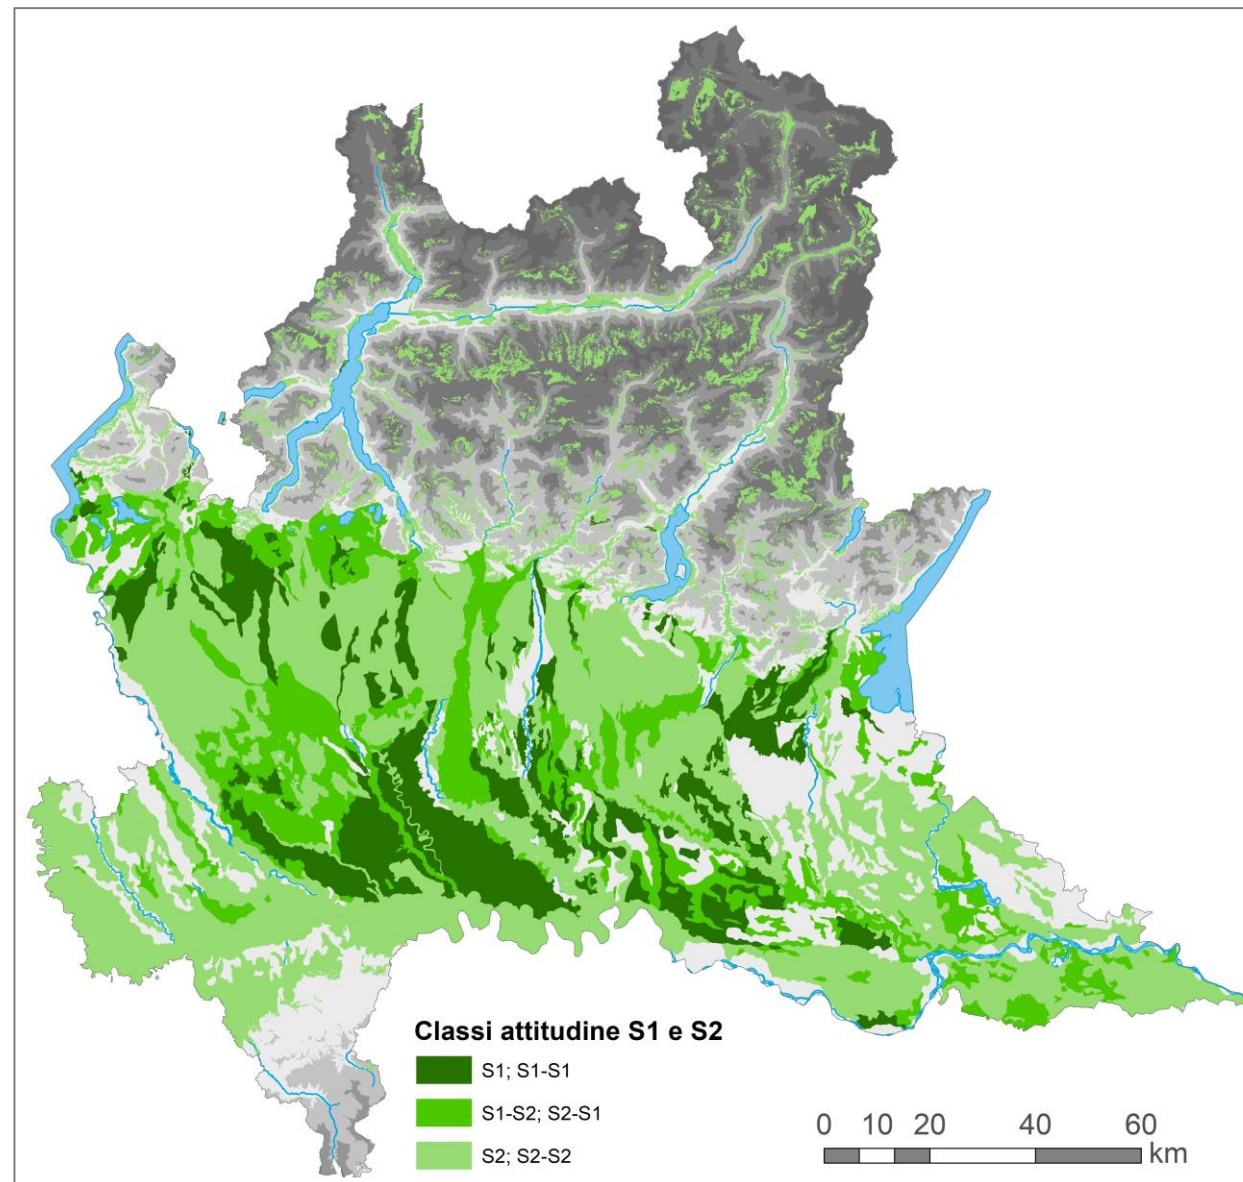 Classi attitudine S1 e S2
S1; S1-S1
S1-S2; S2-S1
S2; S2-S2
0 10 20 40 60
km